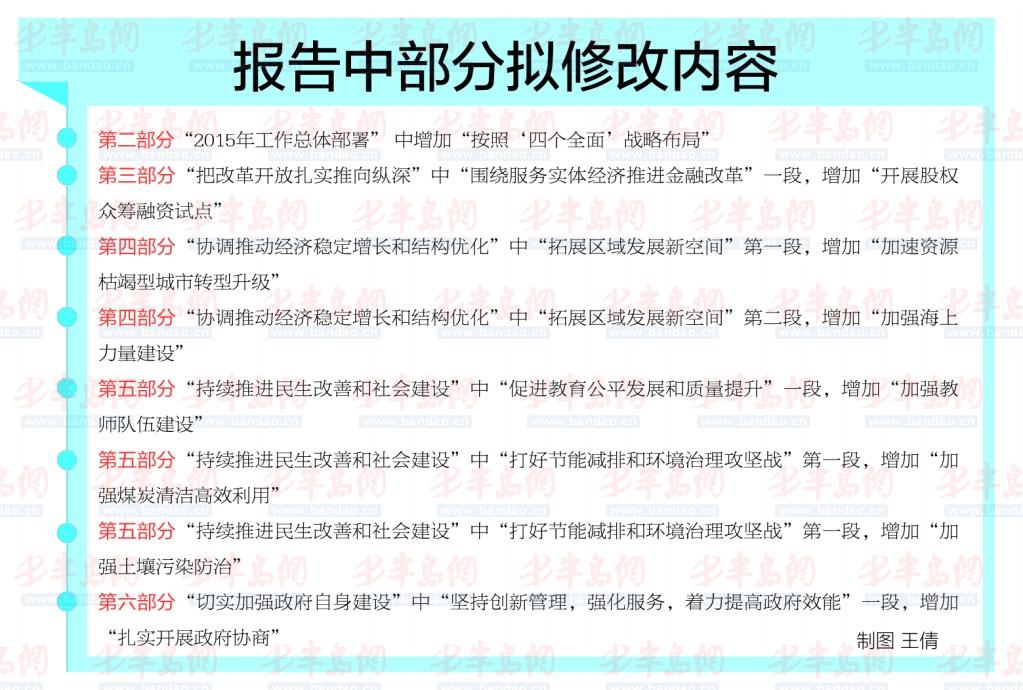 报告中部分拟修改内容
第二部分“2015年工作总体部署” 中增加“按照‘四个全面’战略布局”
第三部分“把改革开放扎实推向纵深”中“围绕服务实体经济推进金融改革”一段，增加“开展股权
众筹融资试点”
第四部分“协调推动经济稳定增长和结构优化”中“拓展区域发展新空间”第一段，增加“加速资源
枯竭型城市转型升级”
第四部分“协调推动经济稳定增长和结构优化”中“拓展区域发展新空间”第二段，增加“加强海上
力量建设”
第五部分“持续推进民生改善和社会建设”中“促进教育公平发展和质量提升”一段，增加“加强教
师队伍建设”
第五部分“持续推进民生改善和社会建设”中“打好节能减排和环境治理攻坚战”第一段，增加“加
强煤炭清洁高效利用”
第五部分“持续推进民生改善和社会建设”中“打好节能减排和环境治理攻坚战”第一段，增加“加
强土壤污染防治”
第六部分“切实加强政府自身建设”中“坚持创新管理，强化服务，着力提高政府效能”一段，增加
“扎实开展政府协商”
制图 王倩
半岛网
www.bandao.cn